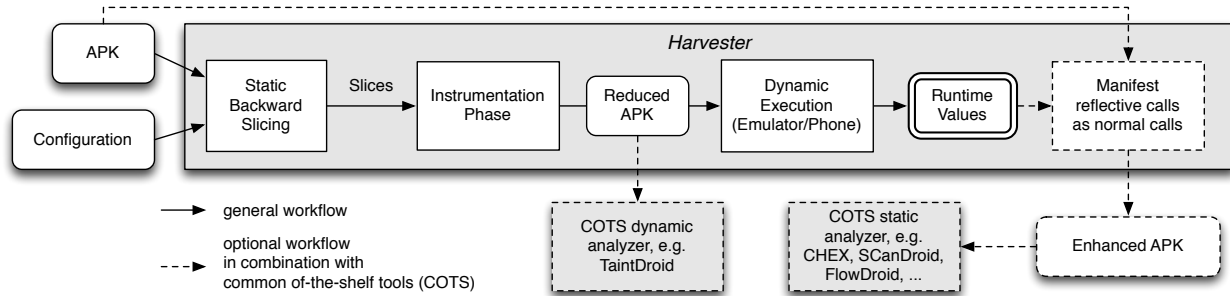 Harvester
APK
Configuration
Static
Backward
Slicing
Slices
Instrumentation
Phase
Reduced
APK
Dynamic
Execution
(Emulator/Phone)
Runtime
Values
Manifest
reflective calls
as normal calls
general workflow
optional workflow
in combination with
common of-the-shelf tools (COTS)
COTS dynamic
analyzer, e.g.
TaintDroid
COTS static
analyzer, e.g.
CHEX, SCanDroid,
FlowDroid, ...
Enhanced APK